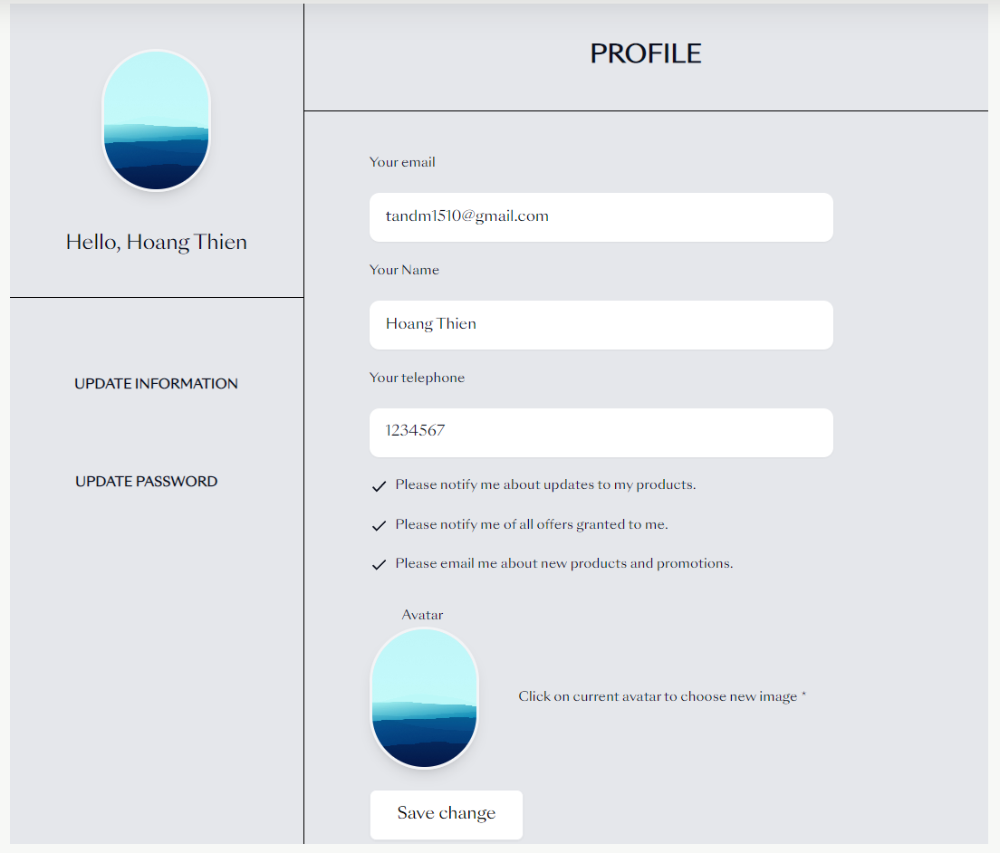 Hello, Hoang Thien
UPDATE INFORMATION
UPDATE PASSWORD
PROFILE
Your email
tandm1510@gmail.com
Your Name
Hoang Thien
Your telephone
1234567
Please notify me about updates to my products.
Please notify me of all offers granted to me.
Please email me about new products and promotions.
Avatar
Click on current avatar to choose new image *
Save change